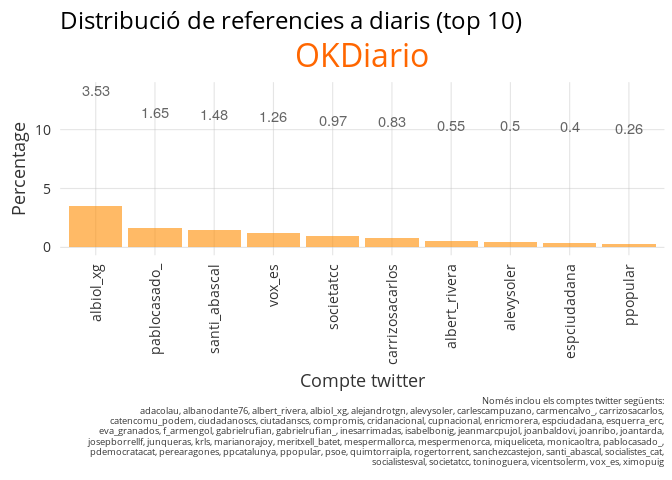 Distribució de referencies a diaris (top 10)
OKDiario
3.53
1.65
1.48
1.26
0.97
0.83
0.55
0.5
0.4
0.26
Percentage
10
5
0
albiol_xg
pablocasado_
santi_abascal
vox_es
societatcc
carrizosacarlos
albert_rivera
alevysoler
espciudadana
ppopular
Compte twitter
Només inclou els comptes twitter següents:
adacolau, albanodante76, albert_rivera, albiol_xg, alejandrotgn, alevysoler, carlescampuzano, carmencalvo_, carrizosacarlos,
catencomu_podem, ciudadanoscs, ciutadanscs, compromis, cridanacional, cupnacional, enricmorera, espciudadana, esquerra_erc,
eva_granados, f_armengol, gabrielrufian, gabrielrufian_, inesarrimadas, isabelbonig, jeanmarcpujol, joanbaldovi, joanribo, joantarda,
josepborrellf, junqueras, krls, marianorajoy, meritxell_batet, mespermallorca, mespermenorca, miqueliceta, monicaoltra, pablocasado_,
pdemocratacat, perearagones, ppcatalunya, ppopular, psoe, quimtorraipla, rogertorrent, sanchezcastejon, santi_abascal, socialistes_cat,
socialistesval, societatcc, toninoguera, vicentsolerm, vox_es, ximopuig